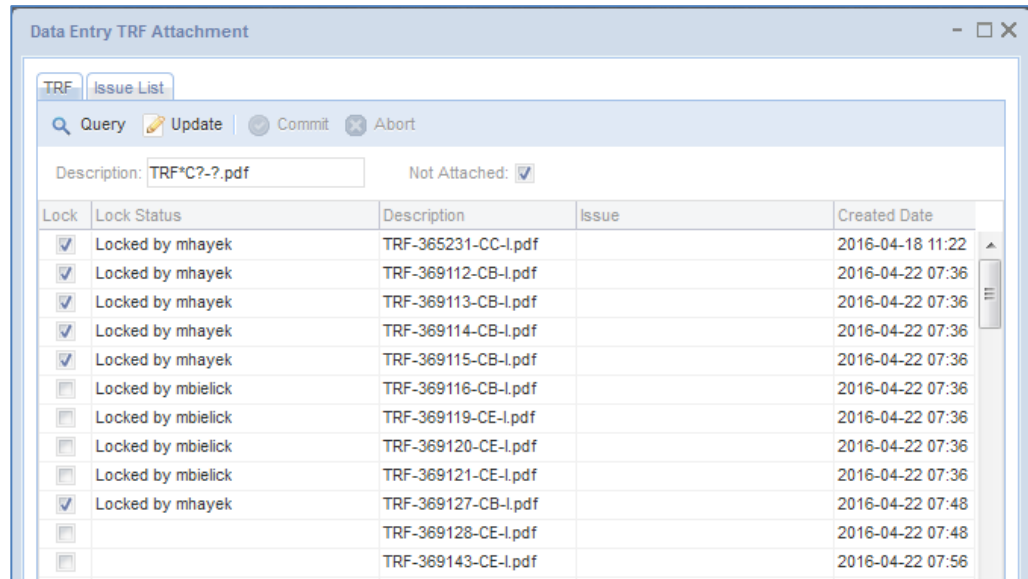 Data Entry TRF Attachment
TRF Issue List
Query Update Commit Abort
Description: TRF*C?-?.pdf Not Attached:
Lock Lock Status Description Issue Created Date
Locked by mhayek TRF-365231-CC-I.pdf 2016-04-18 11:22
Locked by mhayek TRF-369112-CB-I.pdf 2016-04-22 07:36
Locked by mhayek TRF-369113-CB-I.pdf 2016-04-22 07:36
Locked by mhayek TRF-369114-CB-I.pdf 2016-04-22 07:36
Locked by mhayek TRF-369115-CB-I.pdf 2016-04-22 07:36
Locked by mbielick TRF-369116-CB-I.pdf 2016-04-22 07:36
Locked by mbielick TRF-369119-CE-I.pdf 2016-04-22 07:36
Locked by mbielick TRF-369120-CE-I.pdf 2016-04-22 07:36
Locked by mbielick TRF-369121-CE-I.pdf 2016-04-22 07:36
Locked by mhayek TRF-369127-CB-I.pdf 2016-04-22 07:48
TRF-369128-CE-I.pdf 2016-04-22 07:48
TRF-369143-CE-I.pdf 2016-04-22 07:56